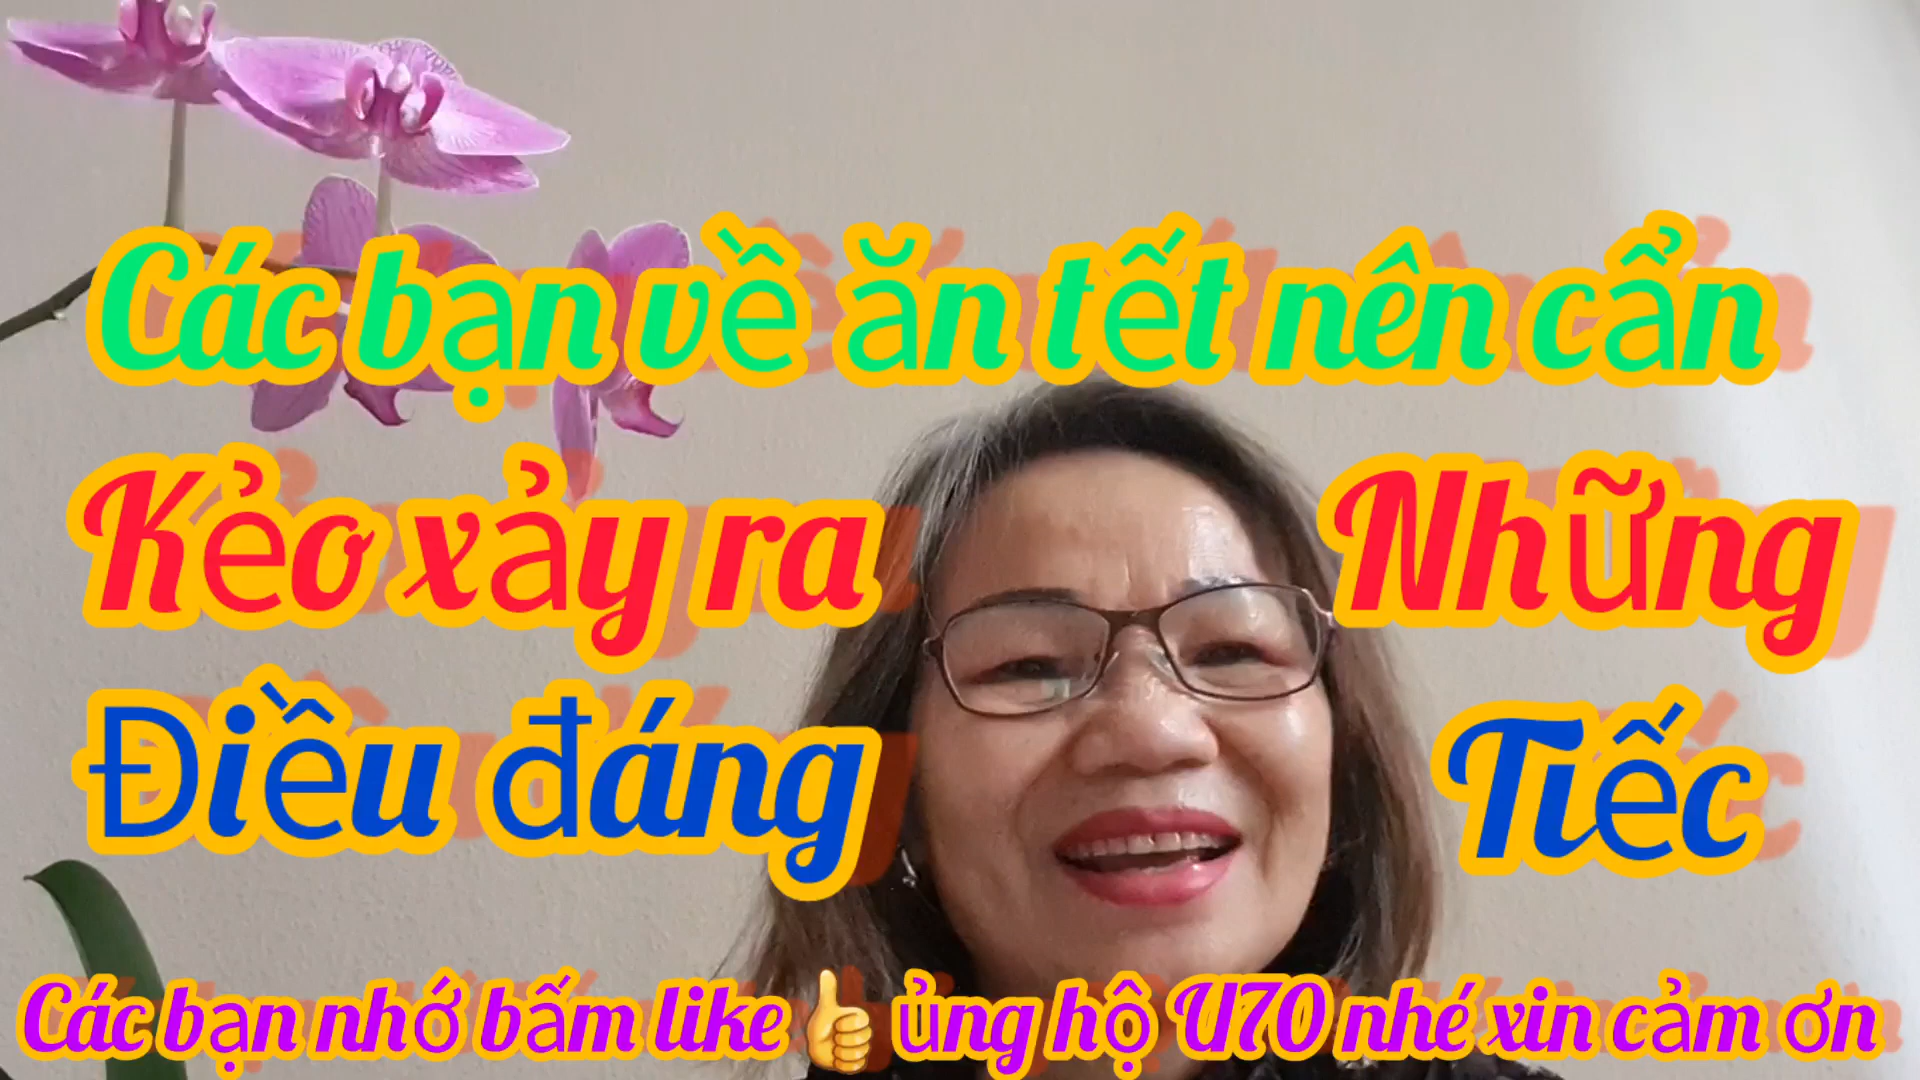 Các bạn về ăn tết nên cẩn
Kẻo xảy ra Những
Điều đáng Tiếc
Các bạn nhớ bấm like👍ủng hộ U70 nhé xin cảm ơn